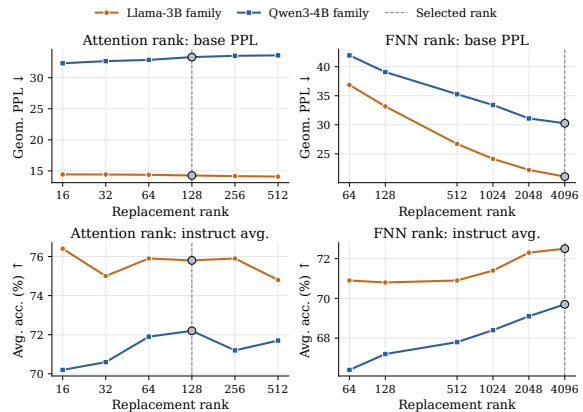 Llama-3B family Qwen3-4B family Selected rank
Attention rank: base PPL
Geom. PPL ↓
30
25
20
15
16 32 64 128 256 512
Replacement rank
FNN rank: base PPL
Geom. PPL ↓
40
35
30
25
64 128 512 1024 2048 4096
Replacement rank
Attention rank: instruct avg.
Avg. acc. (%) ↑
76
74
72
70
16 32 64 128 256 512
Replacement rank
FNN rank: instruct avg.
Avg. acc. (%) ↑
72
70
68
64 128 512 1024 2048 4096
Replacement rank